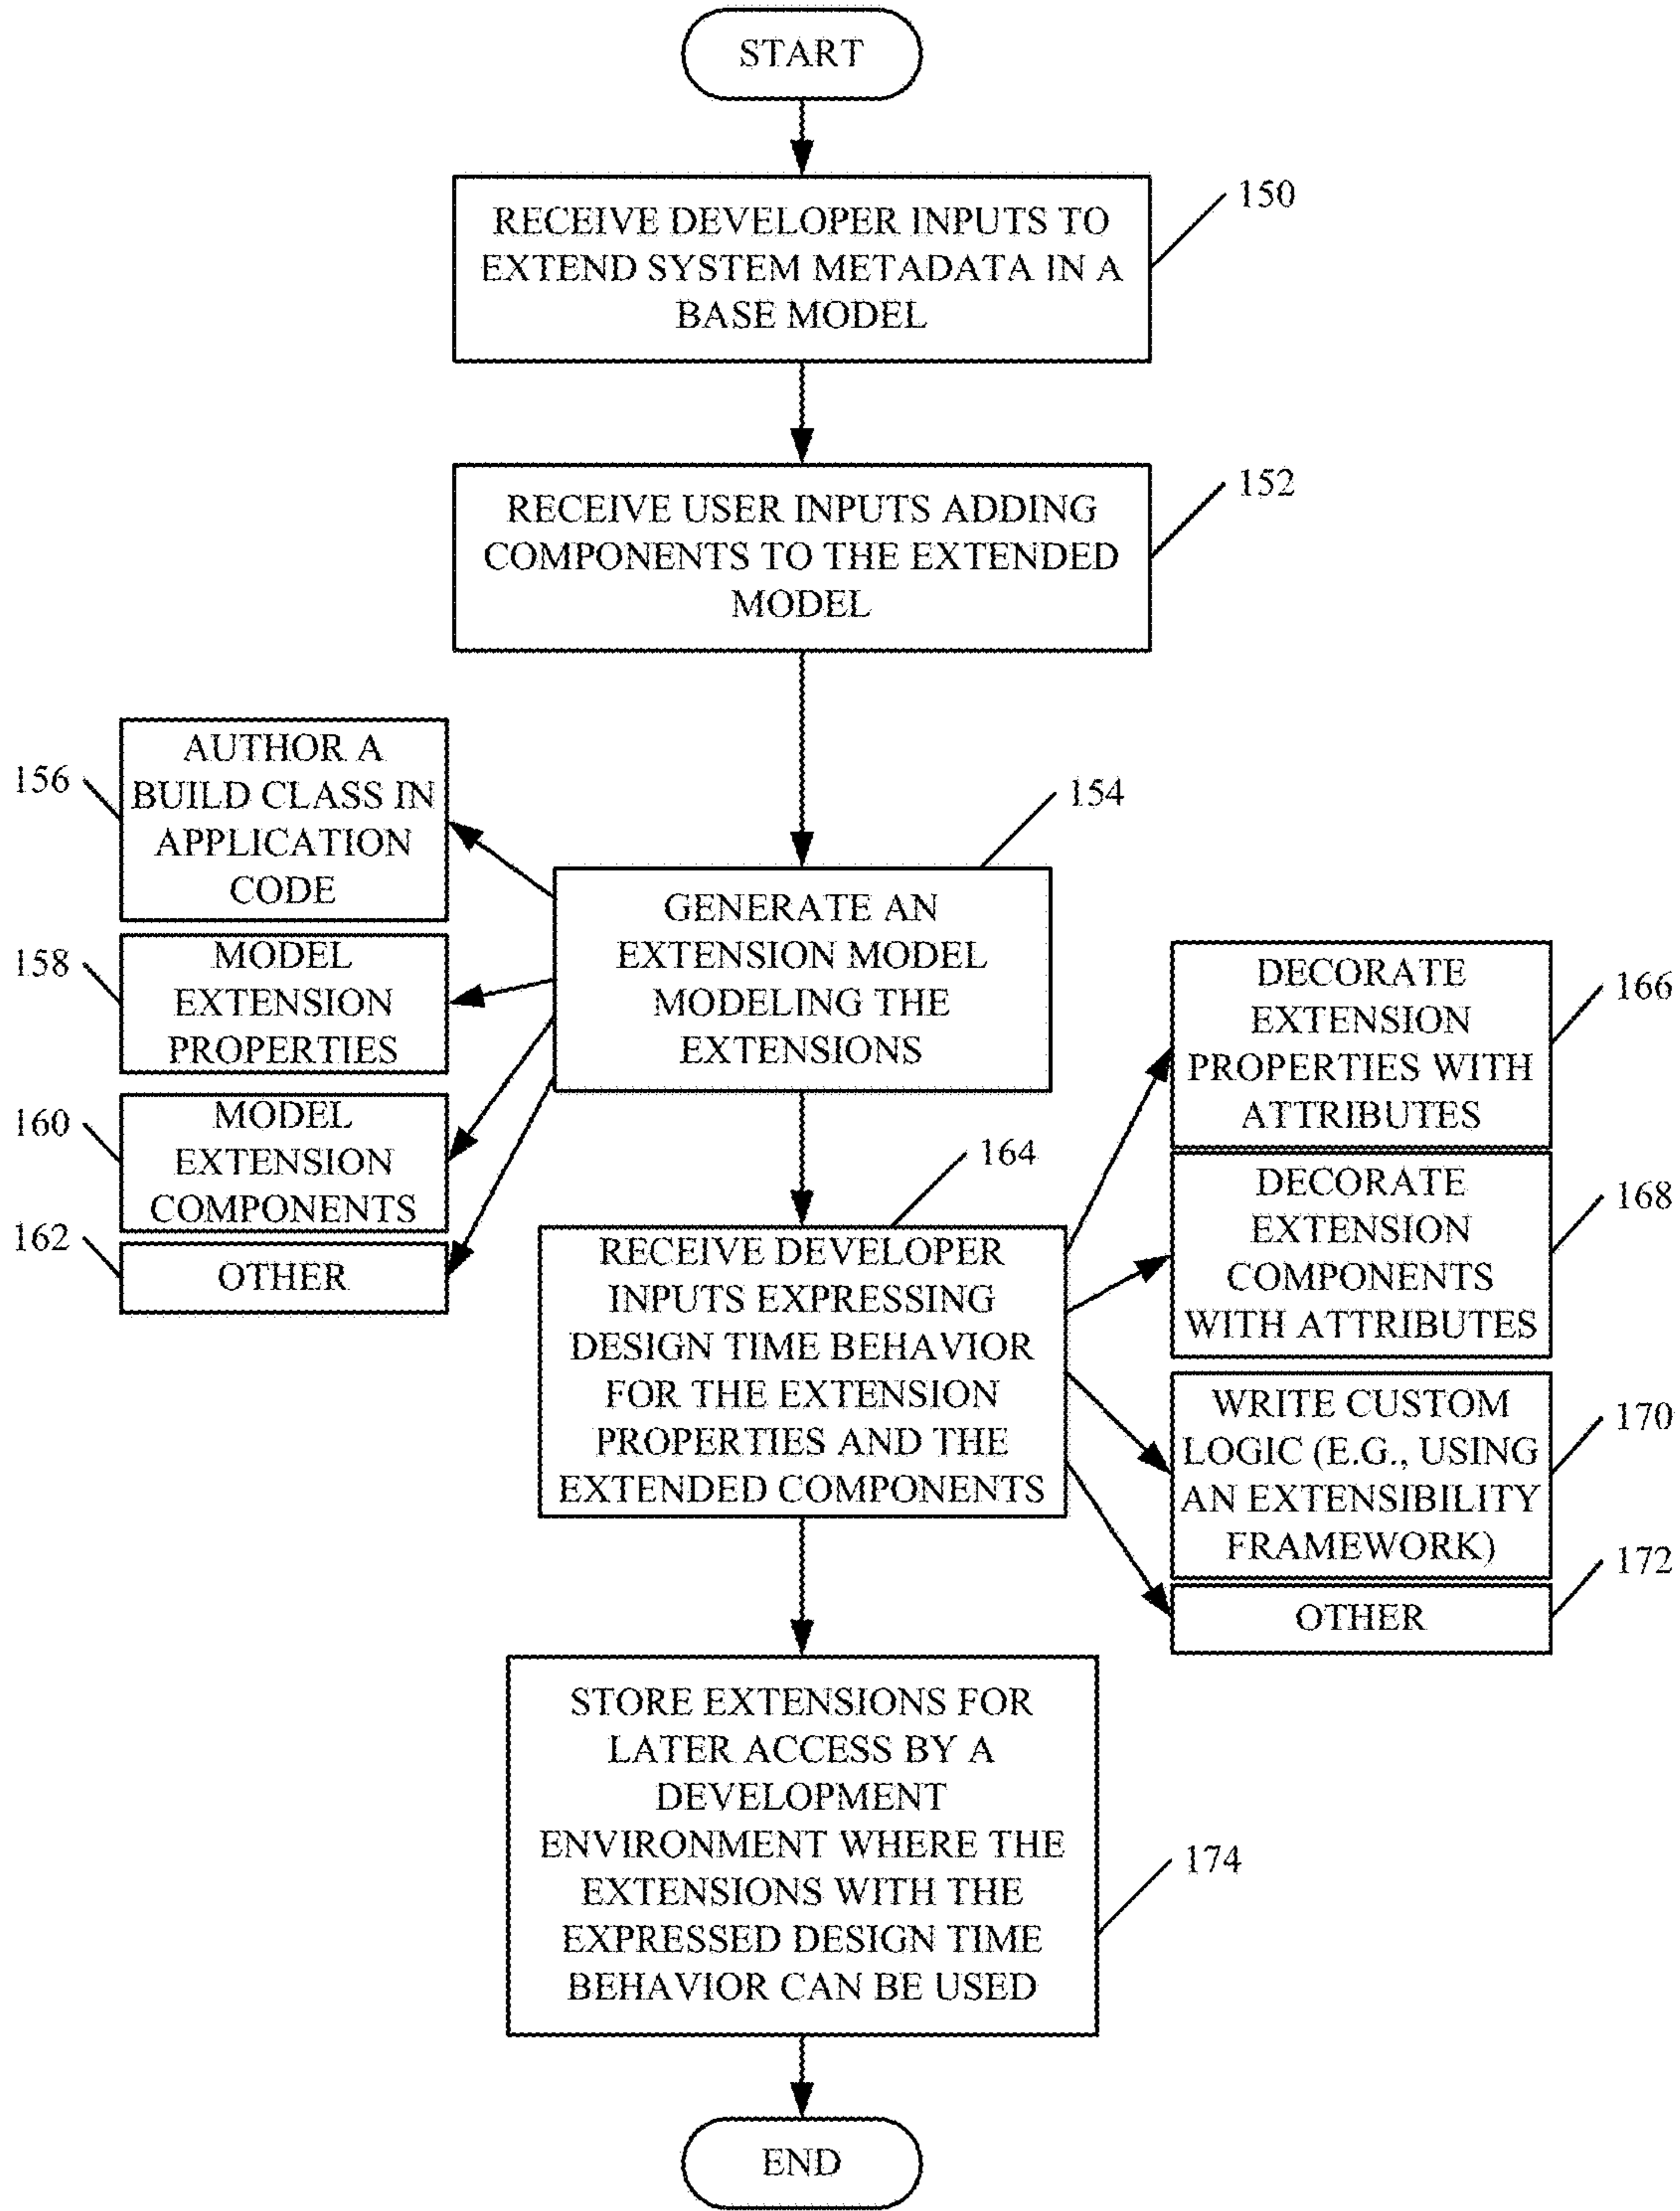 START
RECEIVE DEVELOPER INPUTS TO
EXTEND SYSTEM METADATA IN A
BASE MODEL
150
RECEIVE USER INPUTS ADDING
COMPONENTS TO THE EXTENDED
MODEL
152
AUTHOR A
BUILD CLASS IN
APPLICATION
CODE
156
MODEL
EXTENSION
PROPERTIES
158
MODEL
EXTENSION
COMPONENTS
160
OTHER
162
GENERATE AN
EXTENSION MODEL
MODELING THE
EXTENSIONS
154
RECEIVE DEVELOPER
INPUTS EXPRESSING
DESIGN TIME BEHAVIOR
FOR THE EXTENSION
PROPERTIES AND THE
EXTENDED COMPONENTS
164
DECORATE
EXTENSION
PROPERTIES WITH
ATTRIBUTES
166
DECORATE
EXTENSION
COMPONENTS
WITH ATTRIBUTES
168
WRITE CUSTOM
LOGIC (E.G., USING
AN EXTENSIBILITY
FRAMEWORK)
170
OTHER
172
STORE EXTENSIONS FOR
LATER ACCESS BY A
DEVELOPMENT
ENVIRONMENT WHERE THE
EXTENSIONS WITH THE
EXPRESSED DESIGN TIME
BEHAVIOR CAN BE USED
174
END